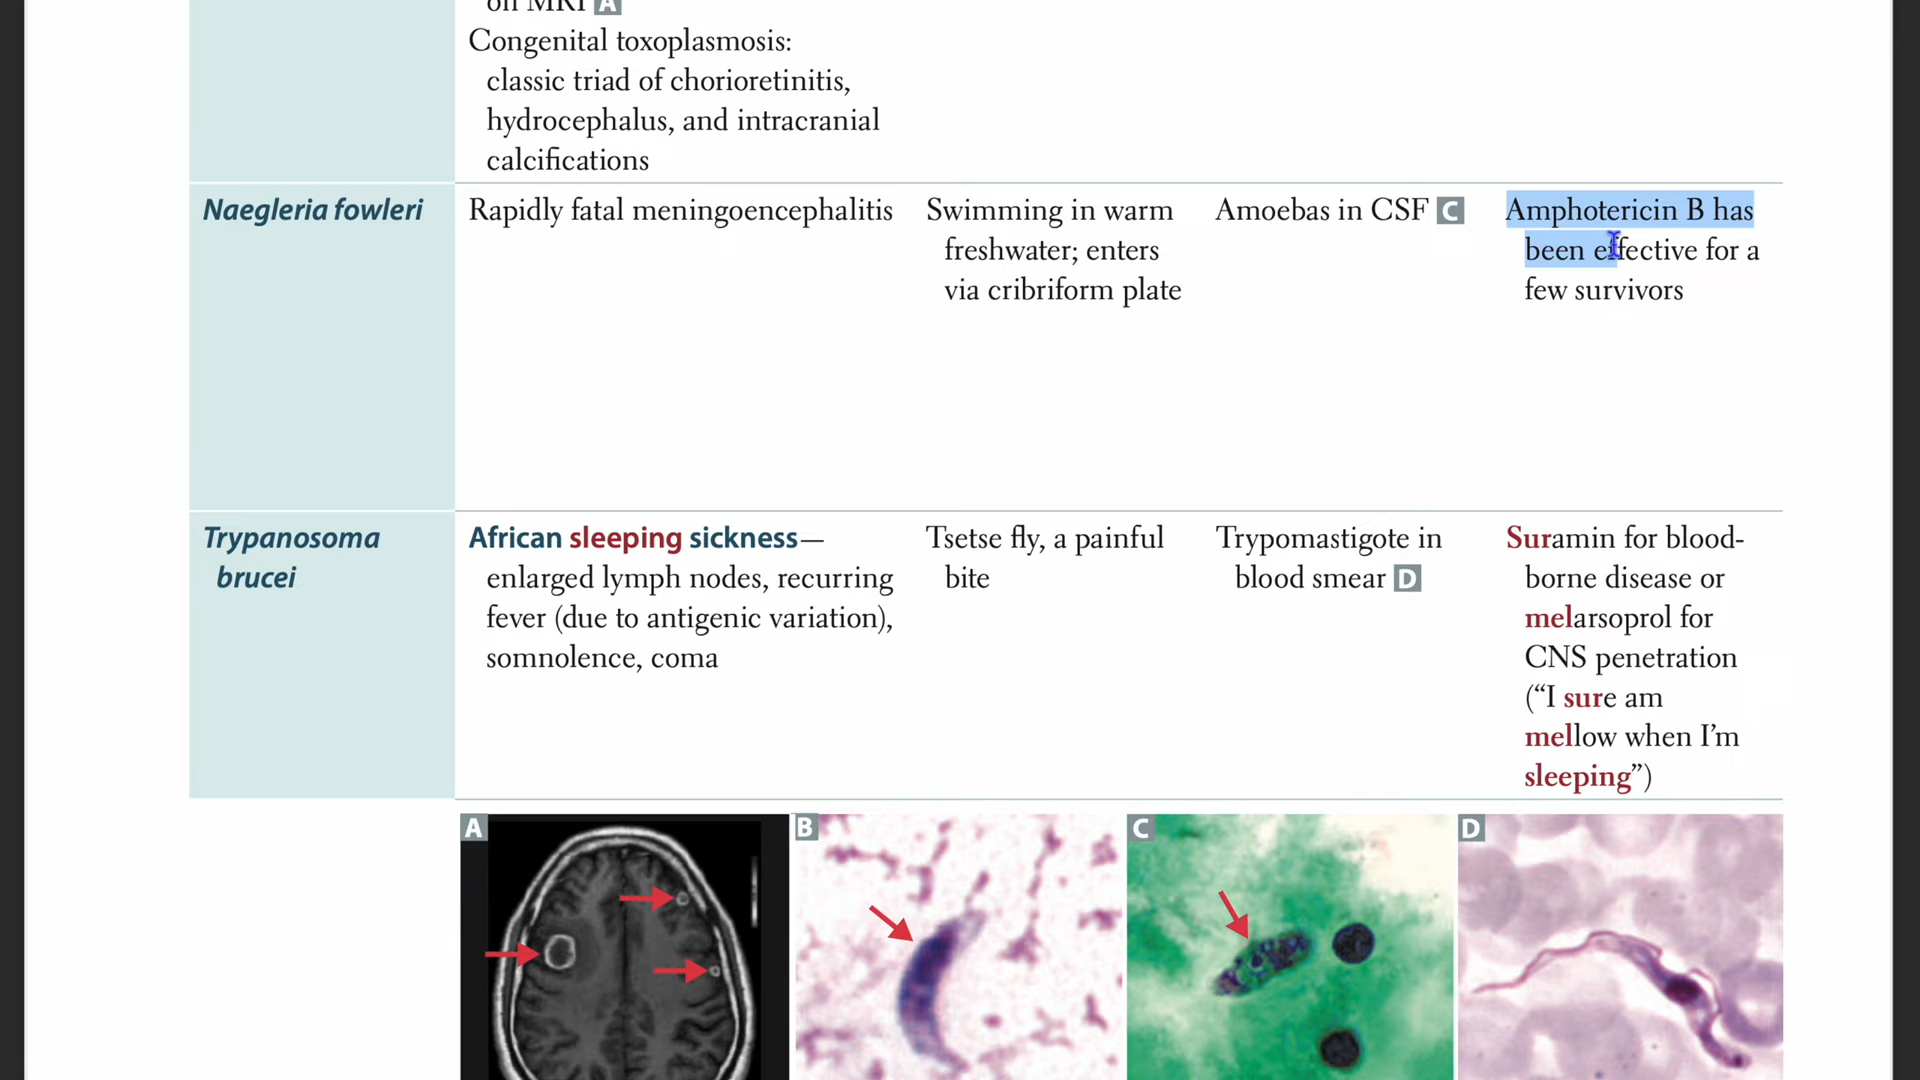 on MRI A
Congenital toxoplasmosis:
classic triad of chorioretinitis,
hydrocephalus, and intracranial
calcifications
Naegleria fowleri
Rapidly fatal meningoencephalitis
Swimming in warm
freshwater; enters
via cribriform plate
Amoebas in CSF C
Amphotericin B has
been effective for a
few survivors
Trypanosoma
brucei
African sleeping sickness—
enlarged lymph nodes, recurring
fever (due to antigenic variation),
somnolence, coma
Tsetse fly, a painful
bite
Trypomastigote in
blood smear D
Suramin for blood-
borne disease or
melarsoprol for
CNS penetration
(“I sure am
mellow when I’m
sleeping”)
A
B
C
D